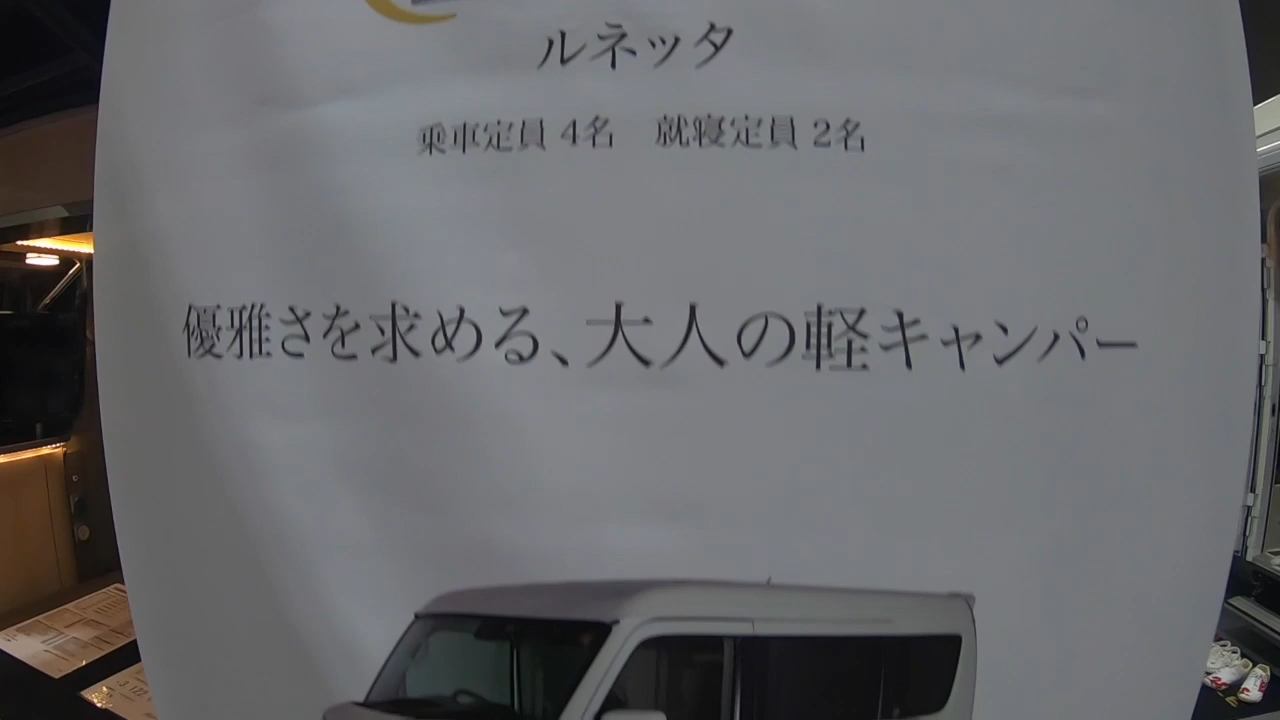 ルネッタ
乗車定員 4名　就寝定員 2名
優雅さを求める、大人の軽キャンパー